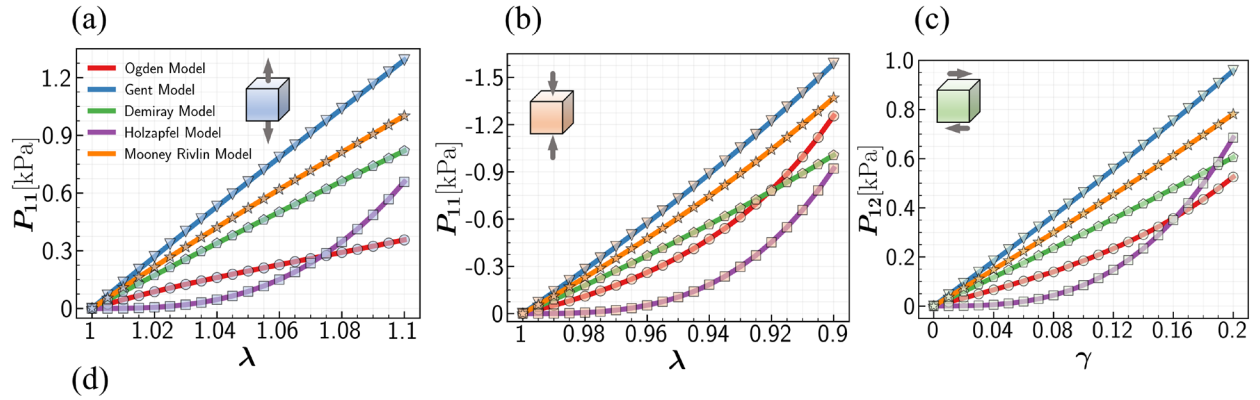 (a)
P11[kPa]
1.2
0.9
0.6
0.3
0
Ogden Model
Gent Model
Demiray Model
Holzapfel Model
Mooney Rivlin Model
1 1.02 1.04 1.06 1.08 1.1
λ
(b)
P11[kPa]
-1.5
-1.2
-0.9
-0.6
-0.3
0
1 0.98 0.96 0.94 0.92 0.9
λ
(c)
P12[kPa]
1.0
0.8
0.6
0.4
0.2
0
0 0.04 0.08 0.12 0.16 0.2
γ
(d)